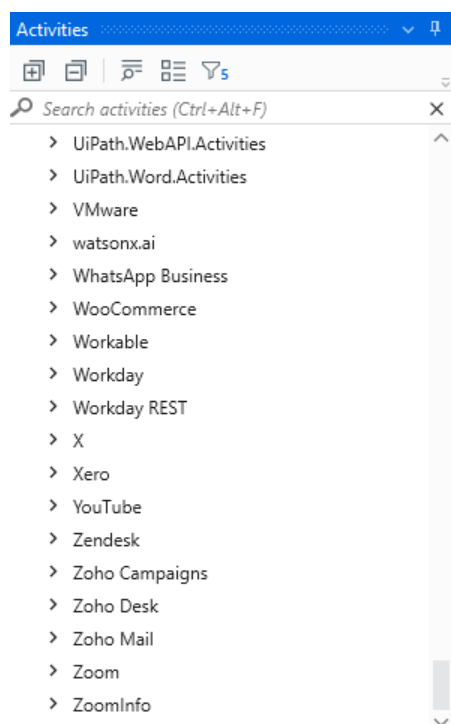 Activities
5
Search activities (Ctrl+Alt+F)
UiPath.WebAPI.Activities
UiPath.Word.Activities
VMware
watsonx.ai
WhatsApp Business
WooCommerce
Workable
Workday
Workday REST
X
Xero
YouTube
Zendesk
Zoho Campaigns
Zoho Desk
Zoho Mail
Zoom
ZoomInfo